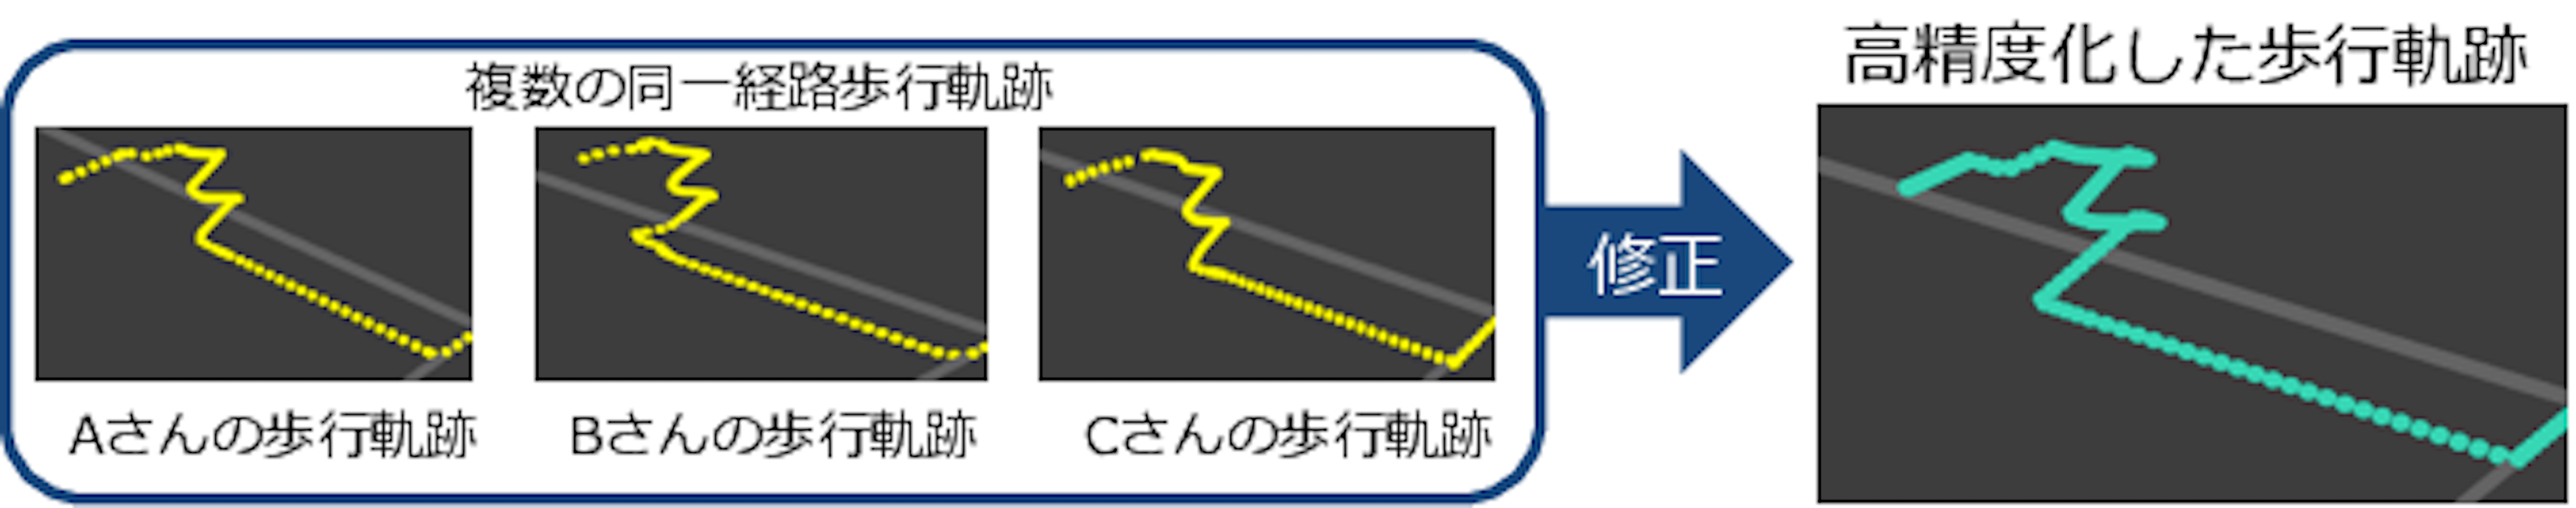 複数の同一経路歩行軌跡
Aさんの歩行軌跡
Bさんの歩行軌跡
Cさんの歩行軌跡
修正
高精度化した歩行軌跡